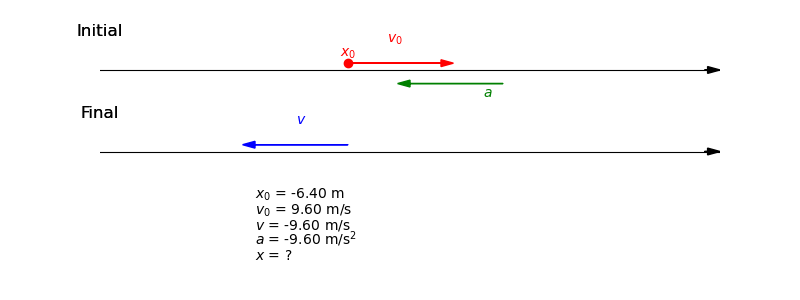 Initial
v₀
x₀
a
Final
v
x₀ = -6.40 m
v₀ = 9.60 m/s
v = -9.60 m/s
a = -9.60 m/s²
x = ?